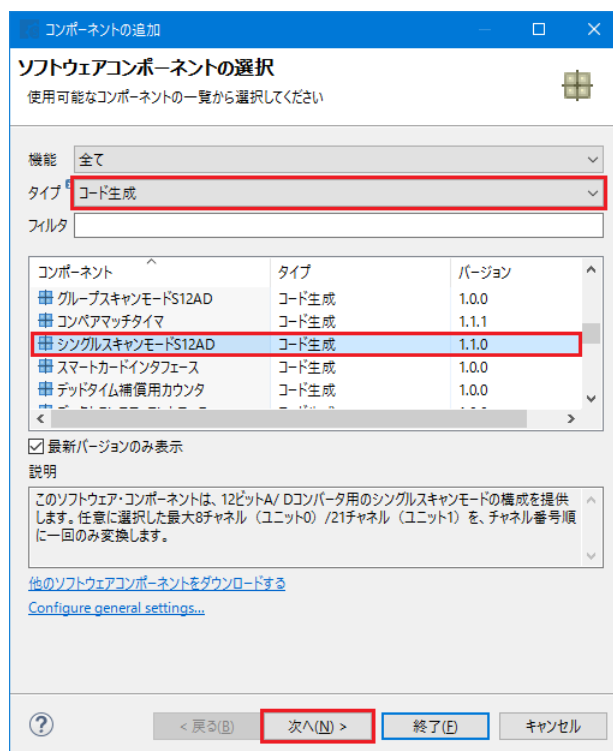 コンポーネントの追加
ソフトウェアコンポーネントの選択
使用可能なコンポーネントの一覧から選択してください
機能 全て
タイプ コード生成
フィルタ
コンポーネント タイプ バージョン
グループスキャンモードS12AD コード生成 1.0.0
コンペアマッチタイマ コード生成 1.1.1
シングルスキャンモードS12AD コード生成 1.1.0
スマートカードインタフェース コード生成 1.0.0
デッドタイム補償用カウンタ コード生成 1.0.0
最新バージョンのみ表示
説明
このソフトウェア・コンポーネントは、12ビットA/ Dコンバータ用のシングルスキャンモードの構成を提供
します。任意に選択した最大8チャネル（ユニット0）/21チャネル（ユニット1）を、チャネル番号順
に一回のみ変換します。
他のソフトウェアコンポーネントをダウンロードする
Configure general settings...
< 戻る(B) 次へ(N) > 終了(F) キャンセル